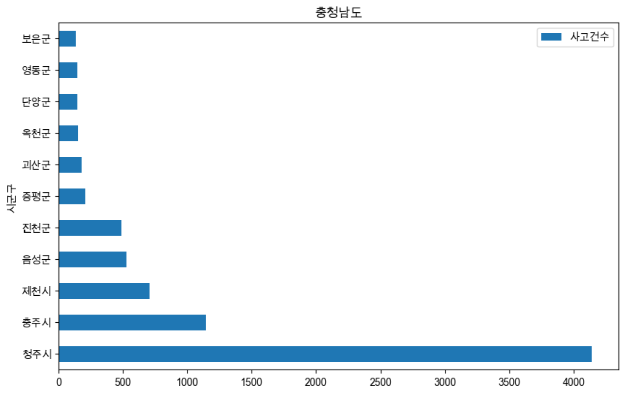 충청남도
사고건수
시군구
보은군
영동군
단양군
옥천군
괴산군
증평군
진천군
음성군
제천시
충주시
청주시
0 500 1000 1500 2000 2500 3000 3500 4000